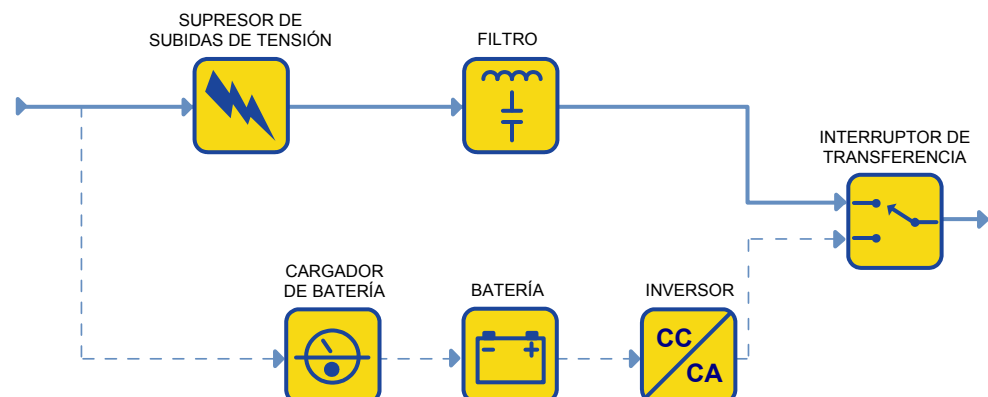 SUPRESOR DE
SUBIDAS DE TENSIÓN
FILTRO
INTERRUPTOR DE
TRANSFERENCIA
CARGADOR
DE BATERÍA
BATERÍA
INVERSOR
CC
CA